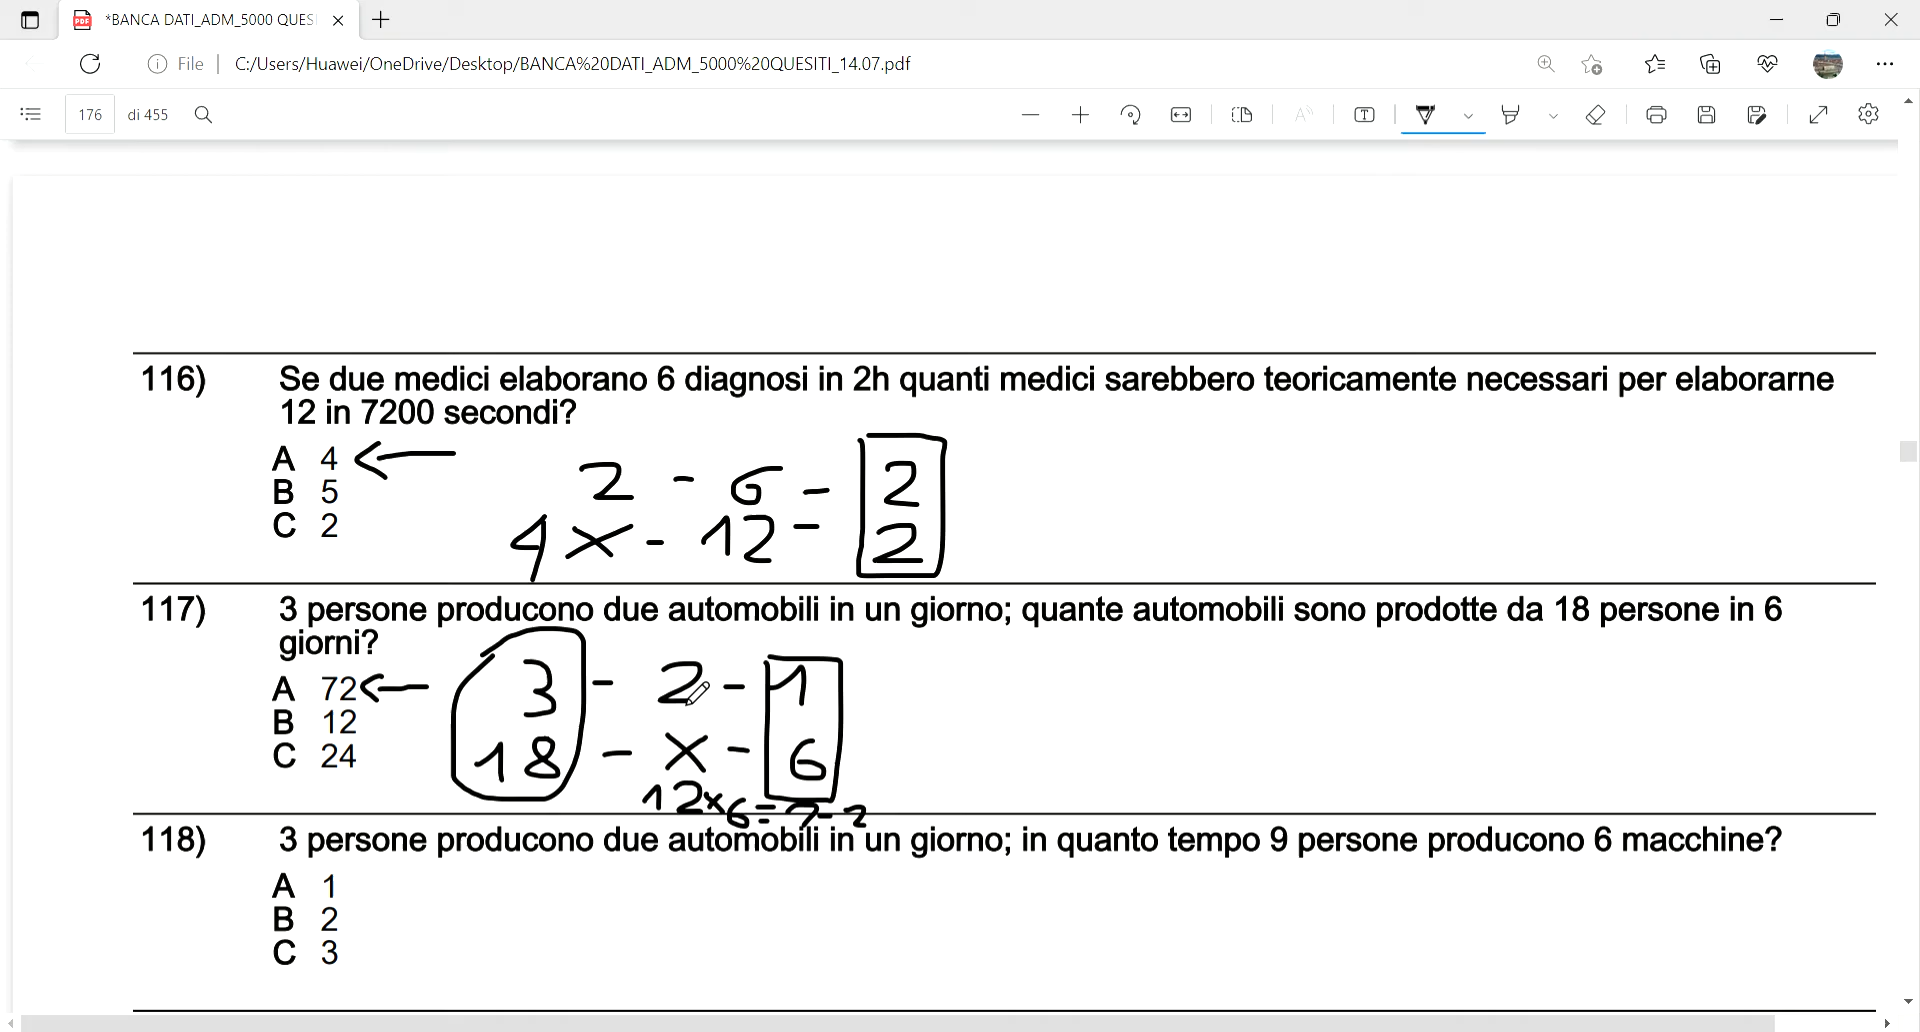 *BANCA DATI_ADM_5000 QUES
File
C:/Users/Huawei/OneDrive/Desktop/BANCA%20DATI_ADM_5000%20QUESITI_14.07.pdf
176 di 455
116) Se due medici elaborano 6 diagnosi in 2h quanti medici sarebbero teoricamente necessari per elaborarne
12 in 7200 secondi?
A 4
B 5
C 2
2 - 6 - 2
4 x - 12 - 2
117) 3 persone producono due automobili in un giorno; quante automobili sono prodotte da 18 persone in 6
giorni?
A 72
B 12
C 24
3 - 2 - 1
18 - x - 6
12 x 6 = 72
118) 3 persone producono due automobili in un giorno; in quanto tempo 9 persone producono 6 macchine?
A 1
B 2
C 3